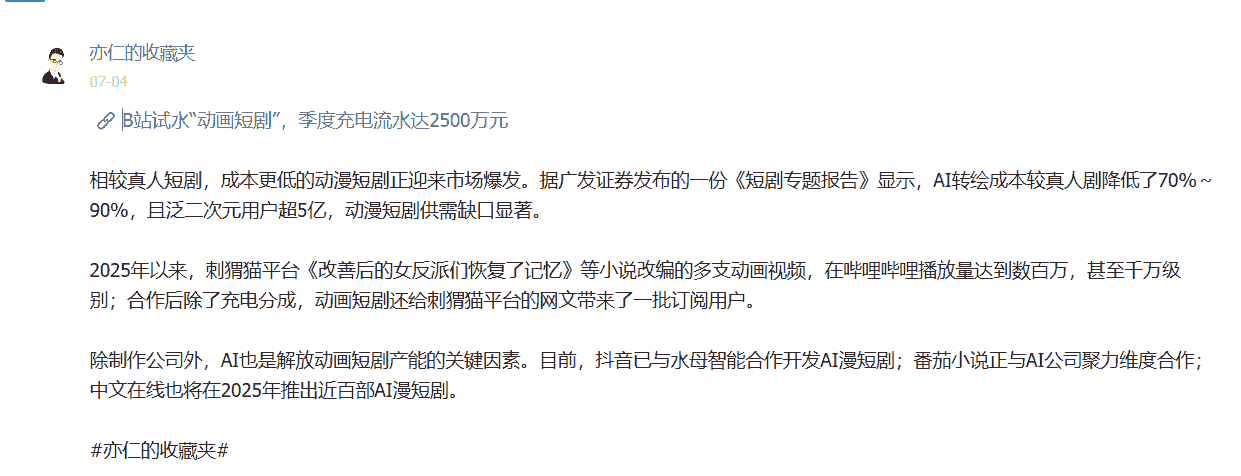 亦仁的收藏夹
07-04
B站试水“动画短剧”，季度充电流水达2500万元
相较真人短剧，成本更低的动漫短剧正迎来市场爆发。据广发证券发布的一份《短剧专题报告》显示，AI转绘成本较真人剧降低了70%～
90%，且泛二次元用户超5亿，动漫短剧供需缺口显著。
2025年以来，刺猬猫平台《改善后的女反派们恢复了记忆》等小说改编的多支动画视频，在哔哩哔哩播放量达到数百万，甚至千万级
别；合作后除了充电分成，动画短剧还给刺猬猫平台的网文带来了一批订阅用户。
除制作公司外，AI也是解放动画短剧产能的关键因素。目前，抖音已与水母智能合作开发AI漫短剧；番茄小说正与AI公司聚力维度合作；
中文在线也将在2025年推出近百部AI漫短剧。
#亦仁的收藏夹#